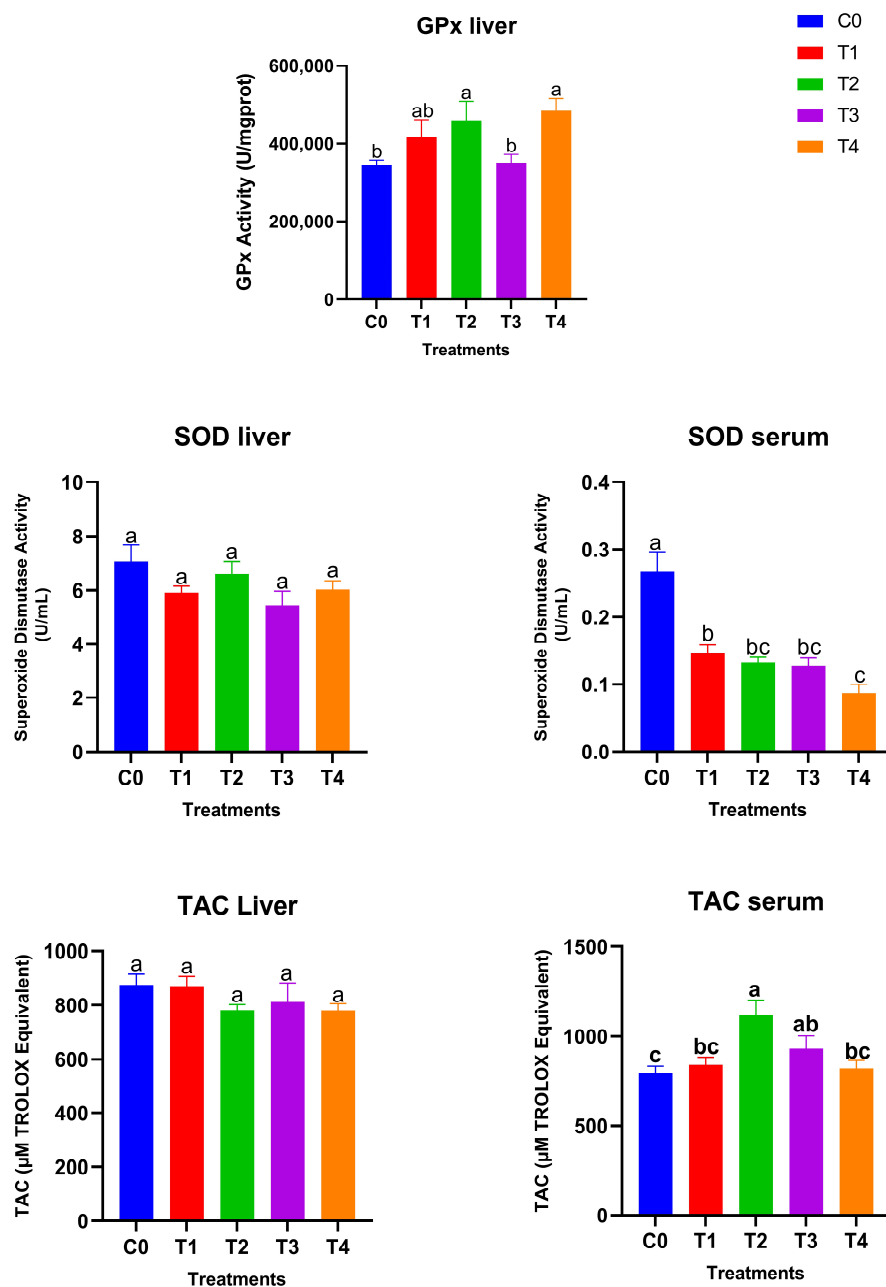 GPx liver
C0
T1
T2
T3
T4
GPx Activity (U/mgprot)
600,000
400,000
200,000
0
b
ab
a
b
a
C0 T1 T2 T3 T4
Treatments
SOD liver
Superoxide Dismutase Activity
(U/mL)
10
8
6
4
2
0
a
a
a
a
a
C0 T1 T2 T3 T4
Treatments
SOD serum
Superoxide Dismutase Activity
(U/mL)
0.4
0.3
0.2
0.1
0.0
a
b
bc
bc
c
C0 T1 T2 T3 T4
Treatments
TAC Liver
TAC (µM TROLOX Equivalent)
1000
800
600
400
200
0
a
a
a
a
a
C0 T1 T2 T3 T4
Treatments
TAC serum
TAC (µM TROLOX Equivalent)
1500
1000
500
0
c
bc
a
ab
bc
C0 T1 T2 T3 T4
Treatments